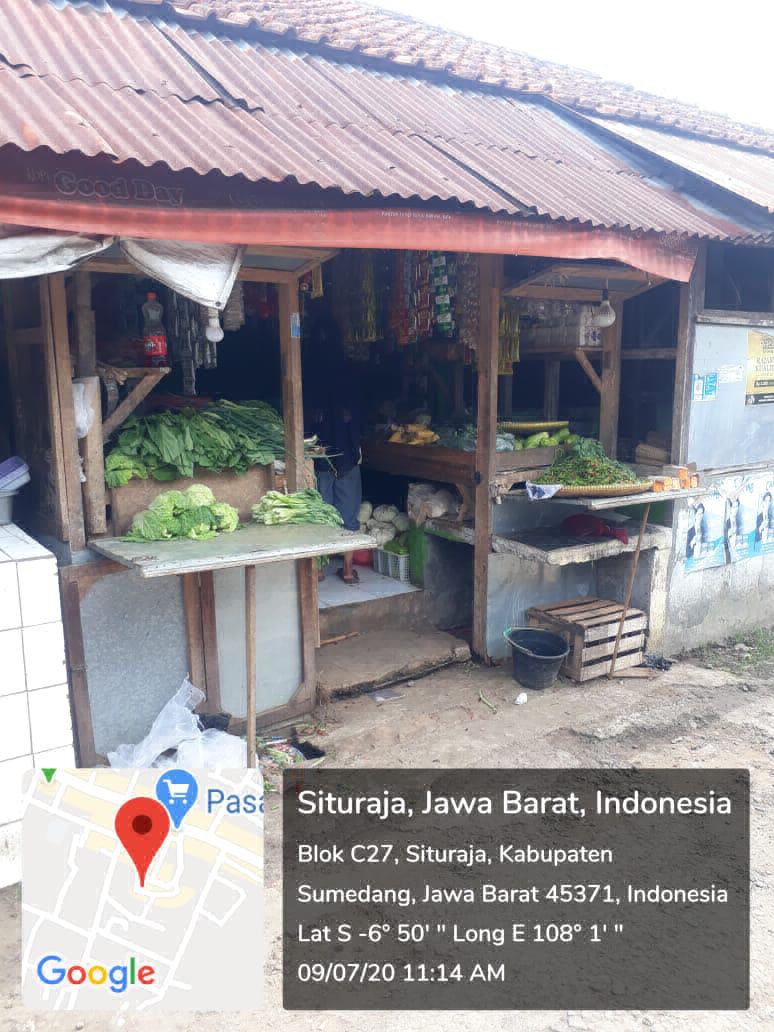 Good Day
Pasa
Google
Situraja, Jawa Barat, Indonesia
Blok C27, Situraja, Kabupaten
Sumedang, Jawa Barat 45371, Indonesia
Lat S -6° 50' " Long E 108° 1' "
09/07/20 11:14 AM